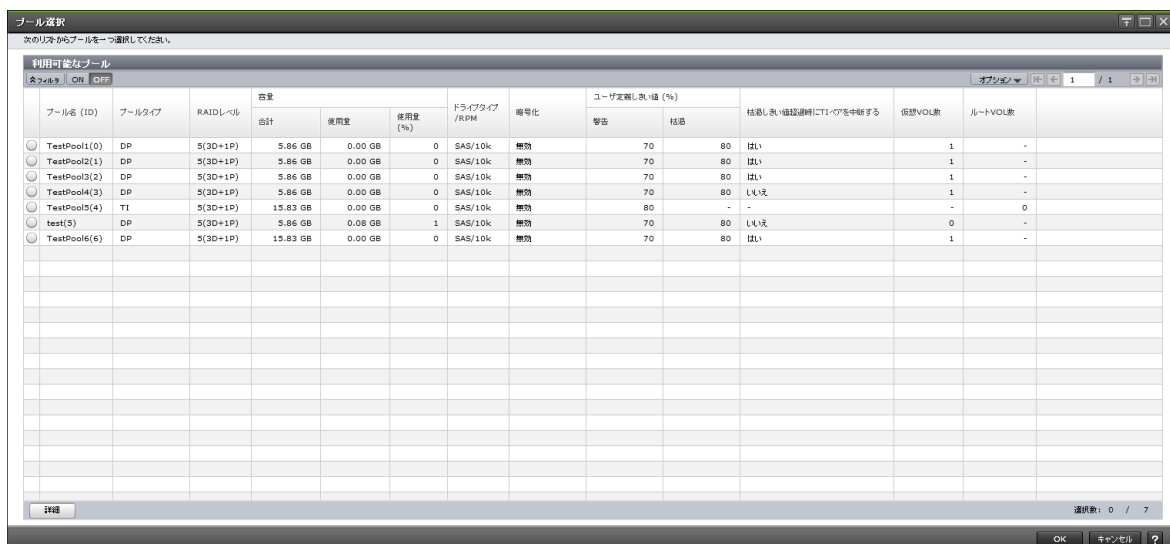 プール選択
次のリストからプールを一つ選択してください。
利用可能なプール
フィルタ ON OFF オプション 1 / 1
プール名 (ID) プールタイプ RAIDレベル 容量 ドライブタイプ/RPM 暗号化 ユーザ定義しきい値 (%) 枯渇しきい値超過時にTIペアを中断する 仮想VOL数 ルートVOL数
合計 使用量 使用量 (%) 警告 枯渇
TestPool1(0) DP 5(3D+1P) 5.86 GB 0.00 GB 0 SAS/10k 無効 70 80 はい 1 -
TestPool2(1) DP 5(3D+1P) 5.86 GB 0.00 GB 0 SAS/10k 無効 70 80 はい 1 -
TestPool3(2) DP 5(3D+1P) 5.86 GB 0.00 GB 0 SAS/10k 無効 70 80 はい 1 -
TestPool4(3) DP 5(3D+1P) 5.86 GB 0.00 GB 0 SAS/10k 無効 70 80 いいえ 1 -
TestPool5(4) TI 5(3D+1P) 15.83 GB 0.00 GB 0 SAS/10k 無効 80 - - - 0
test(5) DP 5(3D+1P) 5.86 GB 0.08 GB 1 SAS/10k 無効 70 80 いいえ 0 -
TestPool6(6) DP 5(3D+1P) 15.83 GB 0.00 GB 0 SAS/10k 無効 70 80 はい 1 -
詳細 選択数: 0 / 7
OK キャンセル ?